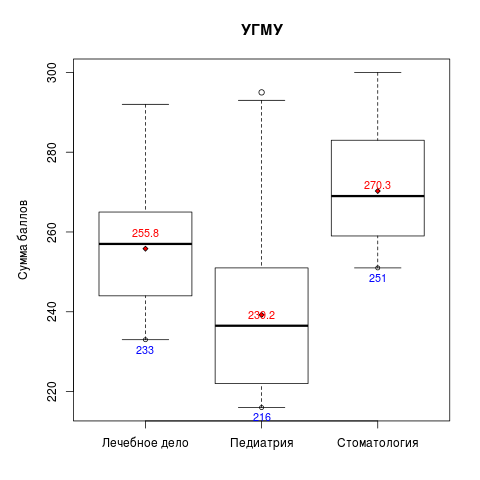 УГМУ
Сумма баллов
300
280
260
240
220
255.8
239.2
270.3
233
216
251
Лечебное дело
Педиатрия
Стоматология